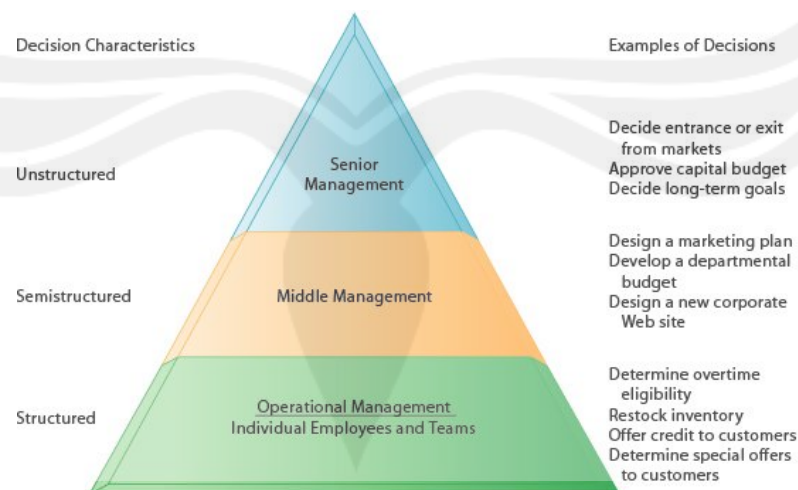 Decision Characteristics
Examples of Decisions
Unstructured
Senior
Management
Decide entrance or exit
from markets
Approve capital budget
Decide long-term goals
Semistructured
Middle Management
Design a marketing plan
Develop a departmental
budget
Design a new corporate
Web site
Structured
Operational Management
Individual Employees and Teams
Determine overtime
eligibility
Restock inventory
Offer credit to customers
Determine special offers
to customers